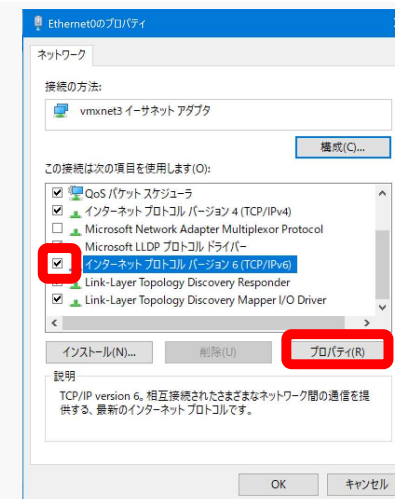 Ethernet0のプロパティ
ネットワーク
接続の方法:
vmxnet3 イーサネット アダプタ
構成(C)...
この接続は次の項目を使用します(O):
QoS パケット スケジューラ
インターネット プロトコル バージョン 4 (TCP/IPv4)
Microsoft Network Adapter Multiplexor Protocol
Microsoft LLDP プロトコル ドライバー
インターネット プロトコル バージョン 6 (TCP/IPv6)
Link-Layer Topology Discovery Responder
Link-Layer Topology Discovery Mapper I/O Driver
インストール(N)...
削除(U)
プロパティ(R)
説明
TCP/IP version 6。相互接続されたさまざまなネットワーク間の通信を提
供する、最新のインターネット プロトコルです。
OK
キャンセル